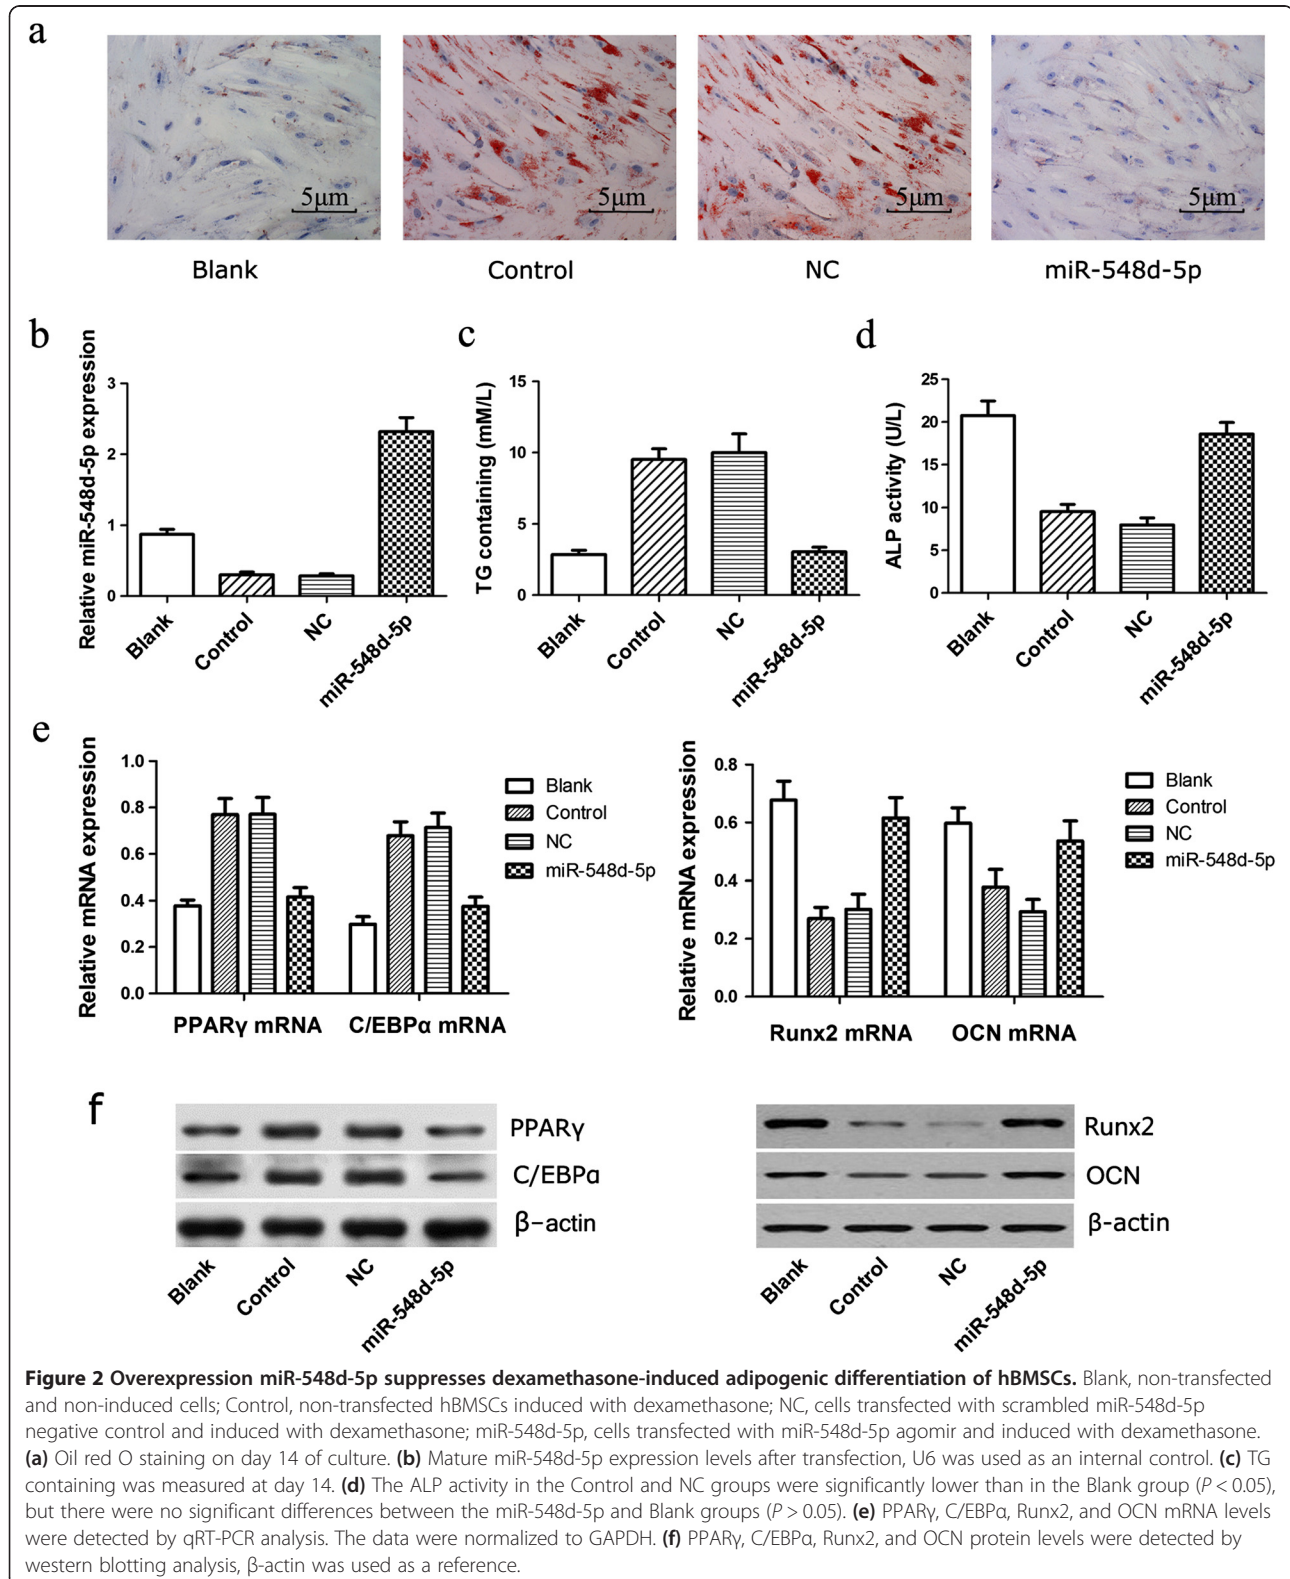 a
5μm
5μm
5μm
5μm
Blank
Control
NC
miR-548d-5p
b
Relative miR-548d-5p expression
3
2
1
0
Blank
Control
NC
miR-548d-5p
c
TG containing (mM/L)
15
10
5
0
Blank
Control
NC
miR-548d-5p
d
ALP activity (U/L)
25
20
15
10
5
0
Blank
Control
NC
miR-548d-5p
e
Relative mRNA expression
1.0
0.8
0.6
0.4
0.2
0.0
PPARγ mRNA
C/EBPα mRNA
Blank
Control
NC
miR-548d-5p
Relative mRNA expression
0.8
0.6
0.4
0.2
0.0
Runx2 mRNA
OCN mRNA
Blank
Control
NC
miR-548d-5p
f
PPARγ
C/EBPα
β-actin
Blank
Control
NC
miR-548d-5p
Runx2
OCN
β-actin
Blank
Control
NC
miR-548d-5p
Figure 2 Overexpression miR-548d-5p suppresses dexamethasone-induced adipogenic differentiation of hBMSCs. Blank, non-transfected
and non-induced cells; Control, non-transfected hBMSCs induced with dexamethasone; NC, cells transfected with scrambled miR-548d-5p
negative control and induced with dexamethasone; miR-548d-5p, cells transfected with miR-548d-5p agomir and induced with dexamethasone.
(a) Oil red O staining on day 14 of culture. (b) Mature miR-548d-5p expression levels after transfection, U6 was used as an internal control. (c) TG
containing was measured at day 14. (d) The ALP activity in the Control and NC groups were significantly lower than in the Blank group (P < 0.05),
but there were no significant differences between the miR-548d-5p and Blank groups (P > 0.05). (e) PPARγ, C/EBPα, Runx2, and OCN mRNA levels
were detected by qRT-PCR analysis. The data were normalized to GAPDH. (f) PPARγ, C/EBPα, Runx2, and OCN protein levels were detected by
western blotting analysis, β-actin was used as a reference.